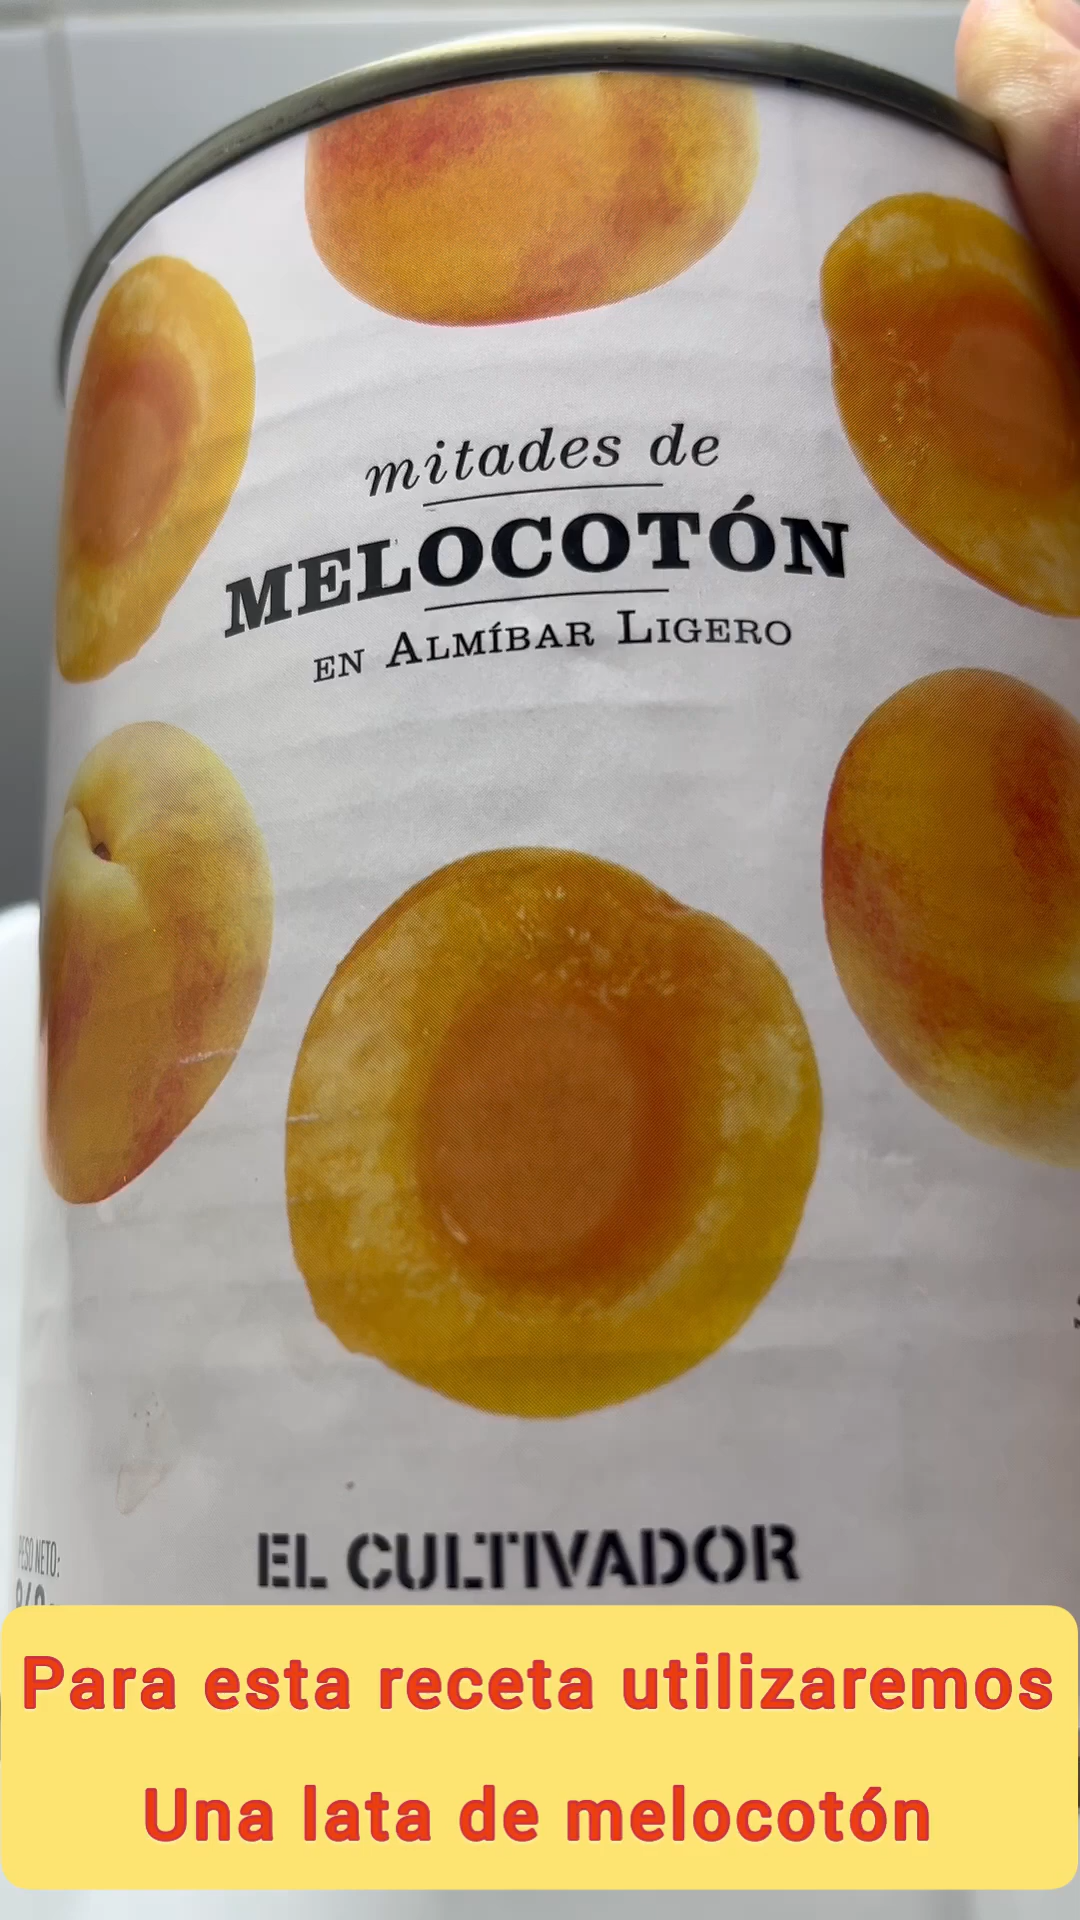 mitades de
MELOCOTÓN
EN ALMÍBAR LIGERO
EL CULTIVADOR
PESO NETO:
Para esta receta utilizaremos
Una lata de melocotón